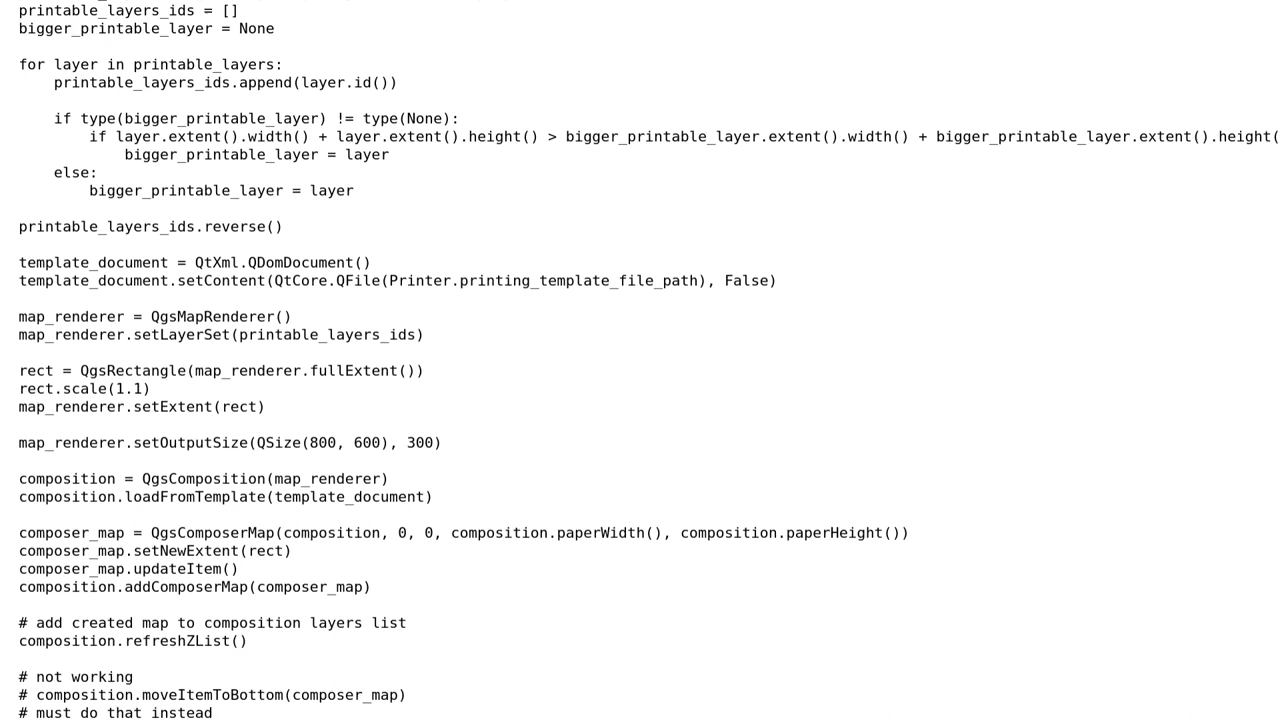 printable_layers_ids = []
bigger_printable_layer = None
for layer in printable_layers:
    printable_layers_ids.append(layer.id())
    if type(bigger_printable_layer) != type(None):
        if layer.extent().width() + layer.extent().height() > bigger_printable_layer.extent().width() + bigger_printable_layer.extent().height(
            bigger_printable_layer = layer
    else:
        bigger_printable_layer = layer
printable_layers_ids.reverse()
template_document = QtXml.QDomDocument()
template_document.setContent(QtCore.QFile(Printer.printing_template_file_path), False)
map_renderer = QgsMapRenderer()
map_renderer.setLayerSet(printable_layers_ids)
rect = QgsRectangle(map_renderer.fullExtent())
rect.scale(1.1)
map_renderer.setExtent(rect)
map_renderer.setOutputSize(QSize(800, 600), 300)
composition = QgsComposition(map_renderer)
composition.loadFromTemplate(template_document)
composer_map = QgsComposerMap(composition, 0, 0, composition.paperWidth(), composition.paperHeight())
composer_map.setNewExtent(rect)
composer_map.updateItem()
composition.addComposerMap(composer_map)
# add created map to composition layers list
composition.refreshZList()
# not working
# composition.moveItemToBottom(composer_map)
# must do that instead